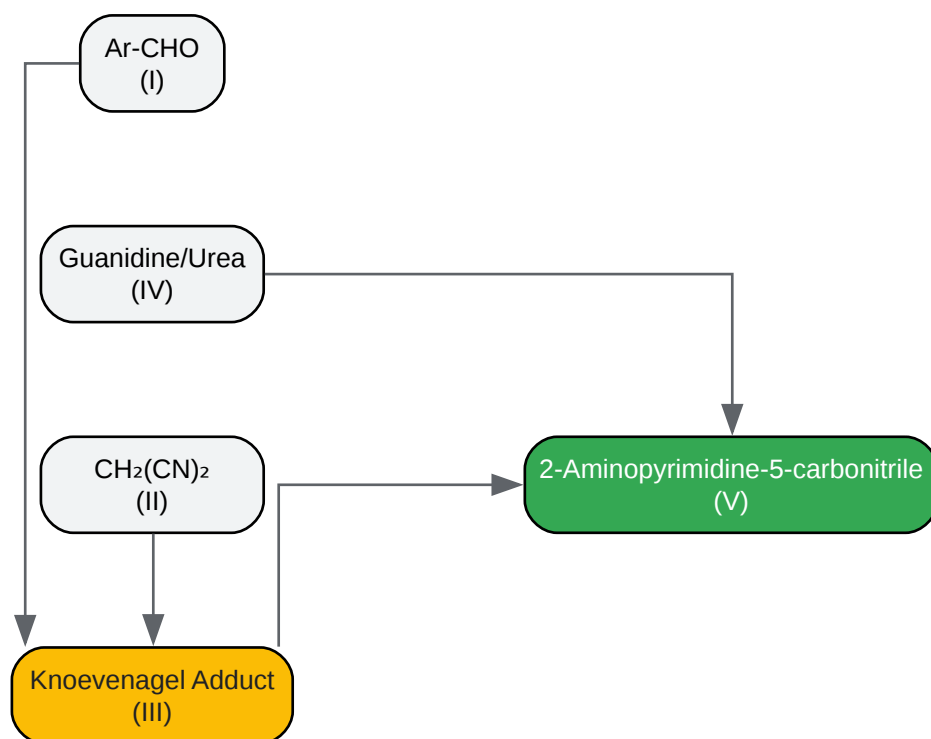 Ar-CHO
(I)
Guanidine/Urea
(IV)
CH₂(CN)₂
(II)
2-Aminopyrimidine-5-carbonitrile
(V)
Knoevenagel Adduct
(III)